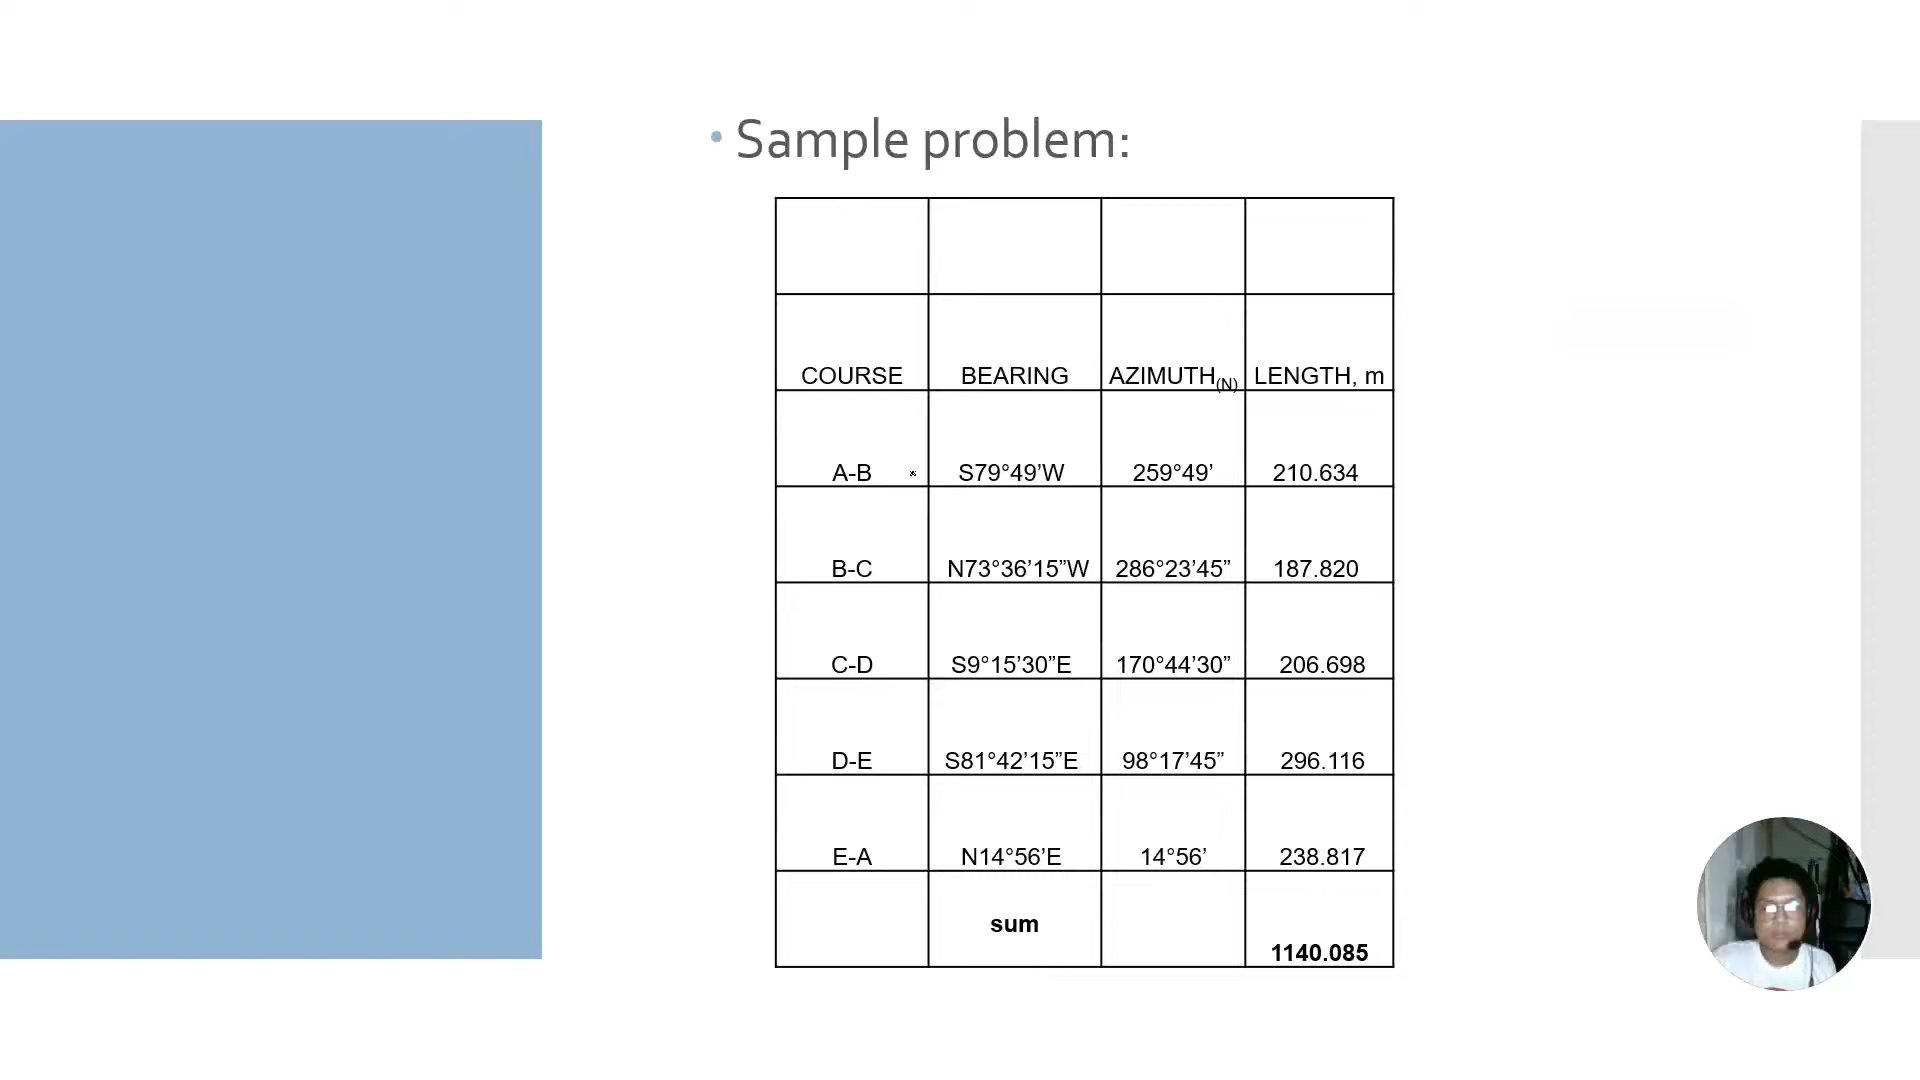 • Sample problem:
COURSE BEARING AZIMUTH(N) LENGTH, m
A-B S79°49’W 259°49’ 210.634
B-C N73°36’15”W 286°23’45” 187.820
C-D S9°15’30”E 170°44’30” 206.698
D-E S81°42’15”E 98°17’45” 296.116
E-A N14°56’E 14°56’ 238.817
sum 1140.085